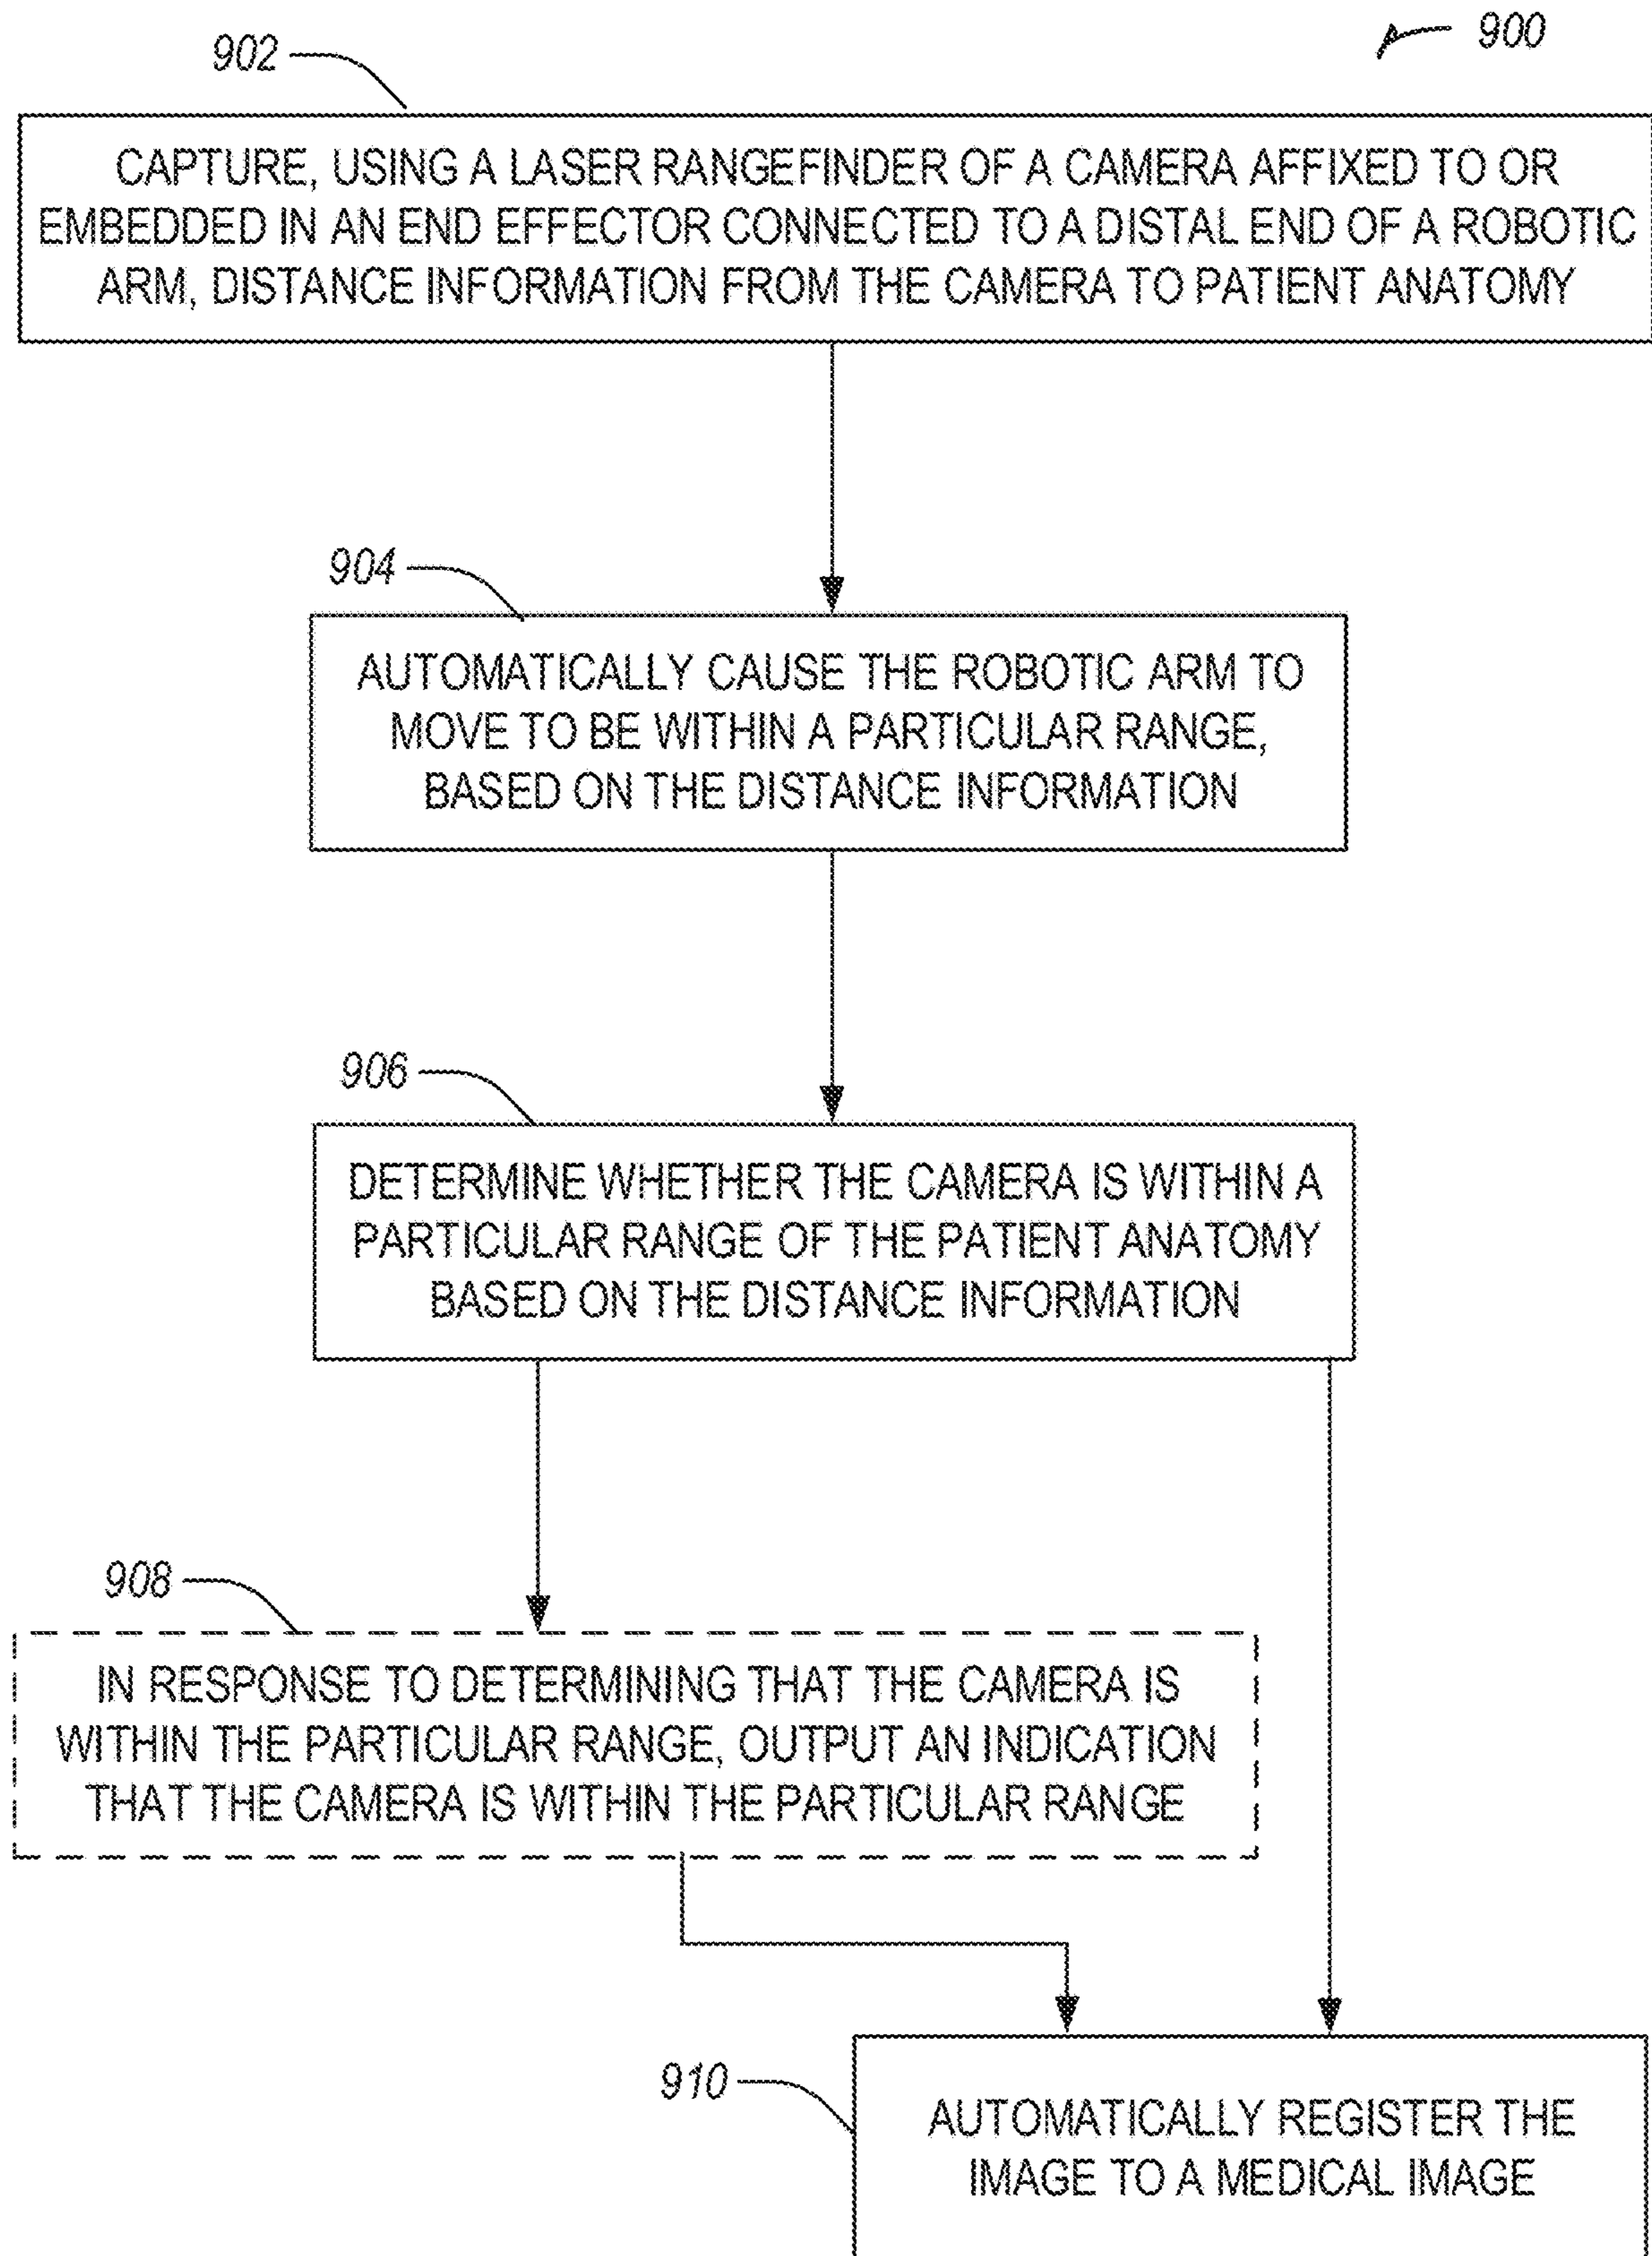 900
902
CAPTURE, USING A LASER RANGEFINDER OF A CAMERA AFFIXED TO OR
EMBEDDED IN AN END EFFECTOR CONNECTED TO A DISTAL END OF A ROBOTIC
ARM, DISTANCE INFORMATION FROM THE CAMERA TO PATIENT ANATOMY
904
AUTOMATICALLY CAUSE THE ROBOTIC ARM TO
MOVE TO BE WITHIN A PARTICULAR RANGE,
BASED ON THE DISTANCE INFORMATION
906
DETERMINE WHETHER THE CAMERA IS WITHIN A
PARTICULAR RANGE OF THE PATIENT ANATOMY
BASED ON THE DISTANCE INFORMATION
908
IN RESPONSE TO DETERMINING THAT THE CAMERA IS
WITHIN THE PARTICULAR RANGE, OUTPUT AN INDICATION
THAT THE CAMERA IS WITHIN THE PARTICULAR RANGE
910
AUTOMATICALLY REGISTER THE
IMAGE TO A MEDICAL IMAGE